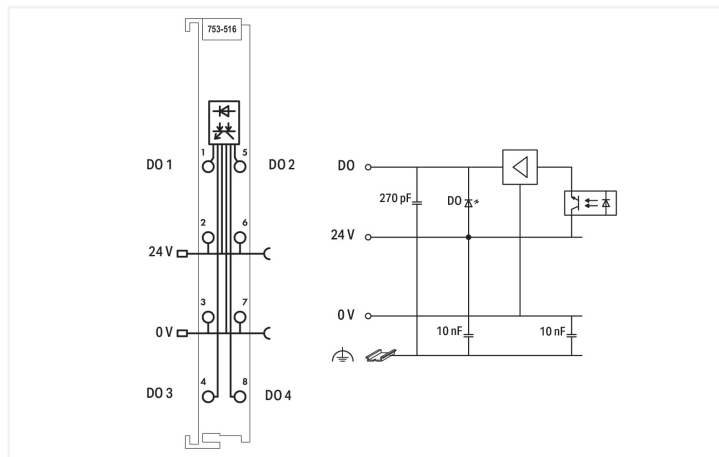 753-516
1 5
DO 1 DO 2
2 6
24 V
3 7
0 V
4 8
DO 3 DO 4
DO
270 pF DO
24 V
0 V
10 nF 10 nF